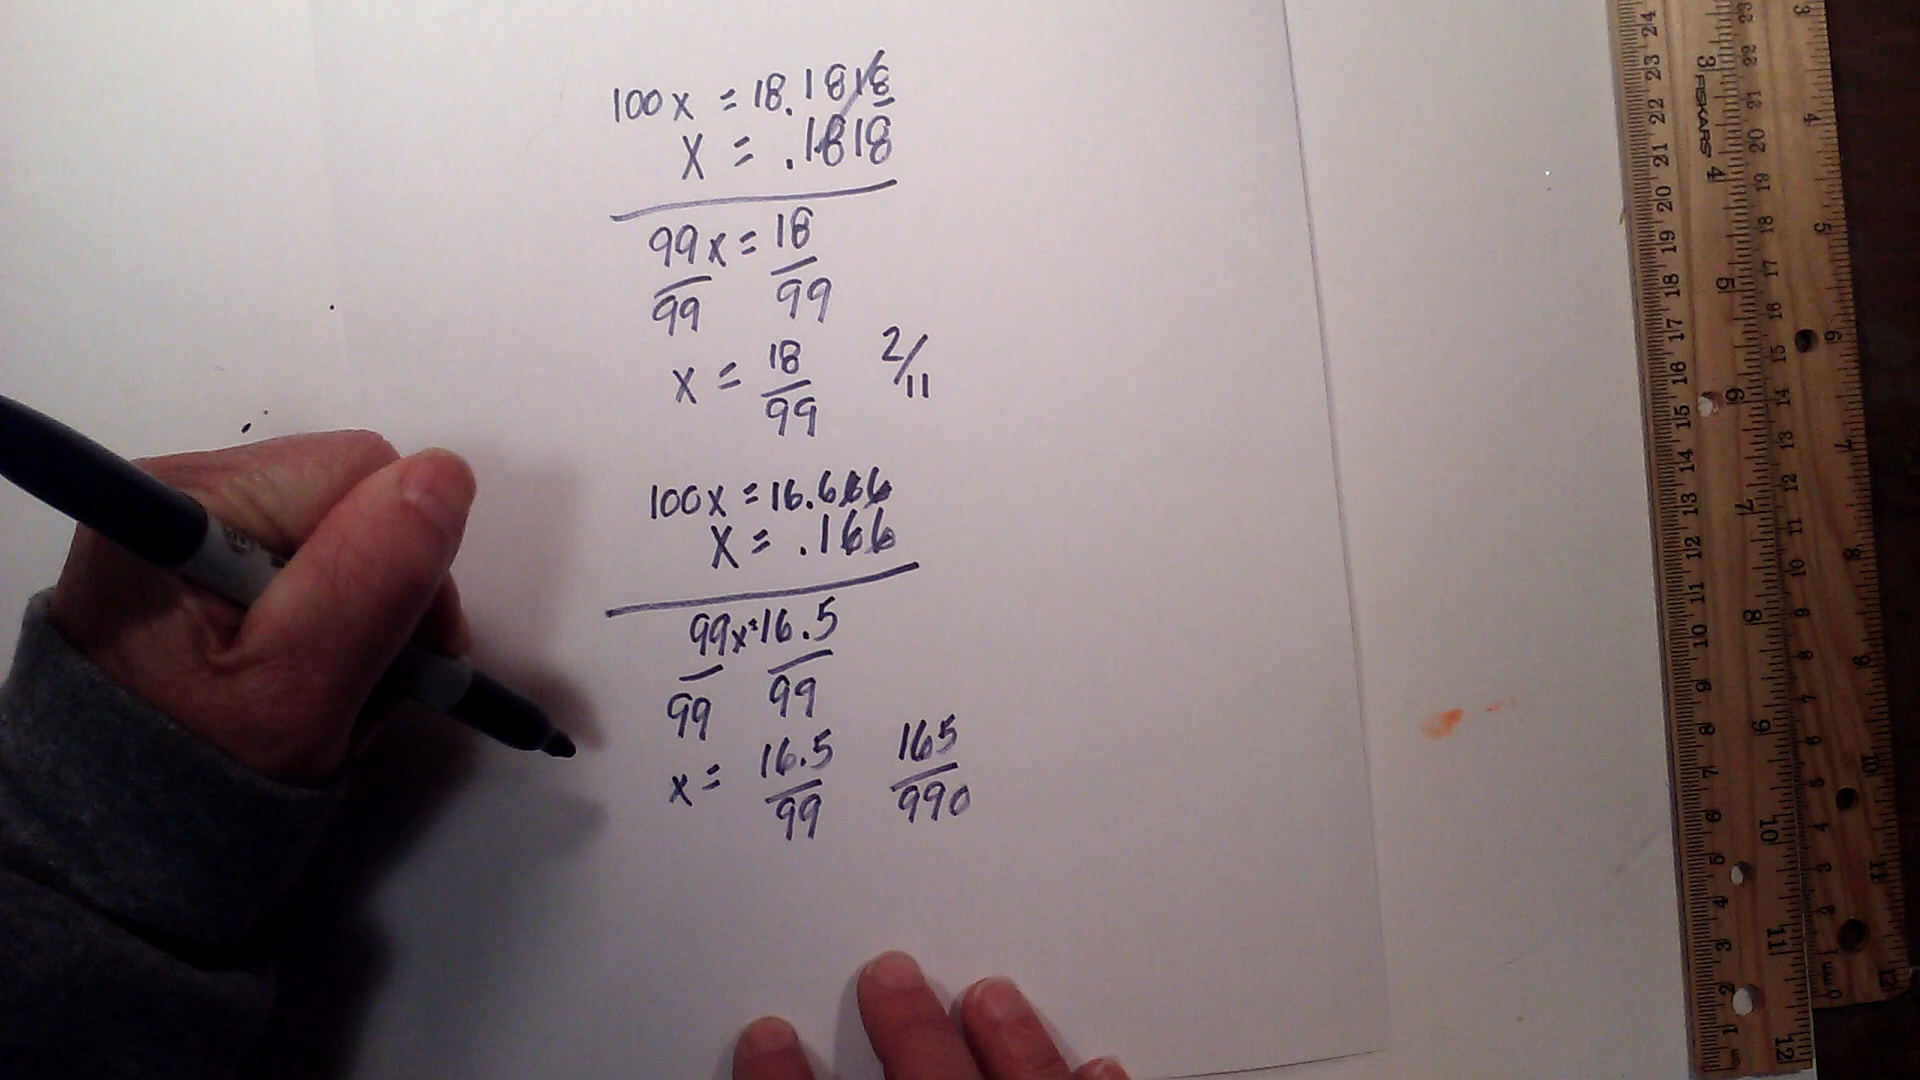 100x = 18.1818
x = .1818
99x = 18
99 99
x = 18/99 2/11
100x = 16.666
x = .166
99x = 16.5
99 99
x = 16.5/99 165/990
FISKARS